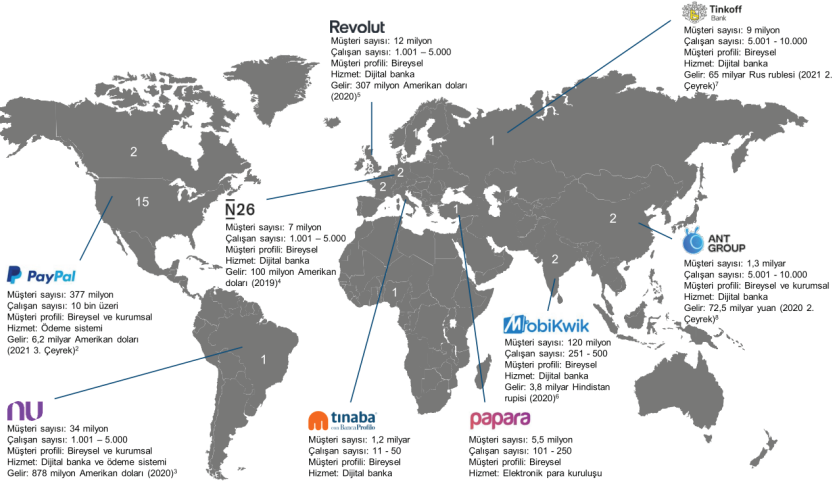 Revolut
Müşteri sayısı: 12 milyon
Çalışan sayısı: 1.001 – 5.000
Müşteri profili: Bireysel
Hizmet: Dijital banka
Gelir: 307 milyon Amerikan doları
(2020)⁵
Tinkoff
Bank
Müşteri sayısı: 9 milyon
Çalışan sayısı: 5.001 - 10.000
Müşteri profili: Bireysel
Hizmet: Dijital banka
Gelir: 65 milyar Rus rublesi (2021 2.
Çeyrek)⁷
2
15
8
2
2
1
1
2
2
1
1
N26
Müşteri sayısı: 7 milyon
Çalışan sayısı: 1.001 – 5.000
Müşteri profili: Bireysel
Hizmet: Dijital banka
Gelir: 100 milyon Amerikan
doları (2019)⁴
PayPal
Müşteri sayısı: 377 milyon
Çalışan sayısı: 10 bin üzeri
Müşteri profili: Bireysel ve kurumsal
Hizmet: Ödeme sistemi
Gelir: 6,2 milyar Amerikan doları
(2021 3. Çeyrek)²
ANT
GROUP
Müşteri sayısı: 1,3 milyar
Çalışan sayısı: 5.001 - 10.000
Müşteri profili: Bireysel ve kurumsal
Hizmet: Dijital banka
Gelir: 72,5 milyar yuan (2020 2.
Çeyrek)⁸
MobiKwik
Müşteri sayısı: 120 milyon
Çalışan sayısı: 251 - 500
Müşteri profili: Bireysel
Hizmet: Dijital banka
Gelir: 3,8 milyar Hindistan
rupisi (2020)⁶
nu
Müşteri sayısı: 34 milyon
Çalışan sayısı: 1.001 – 5.000
Müşteri profili: Bireysel ve kurumsal
Hizmet: Dijital banka ve ödeme sistemi
Gelir: 878 milyon Amerikan doları (2020)³
tınaba
con BancaProfilo
Müşteri sayısı: 1,2 milyar
Çalışan sayısı: 11 - 50
Müşteri profili: Bireysel
Hizmet: Dijital banka
papara
Müşteri sayısı: 5,5 milyon
Çalışan sayısı: 101 - 250
Müşteri profili: Bireysel
Hizmet: Elektronik para kuruluşu